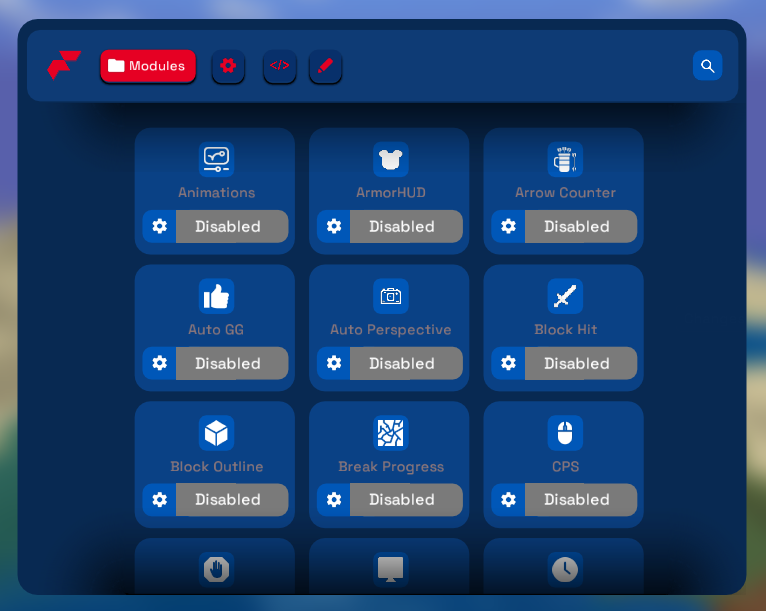 Modules
</>
Animations
ArmorHUD
Arrow Counter
Disabled
Disabled
Disabled
Auto GG
Auto Perspective
Block Hit
Disabled
Disabled
Disabled
Block Outline
Break Progress
CPS
Disabled
Disabled
Disabled